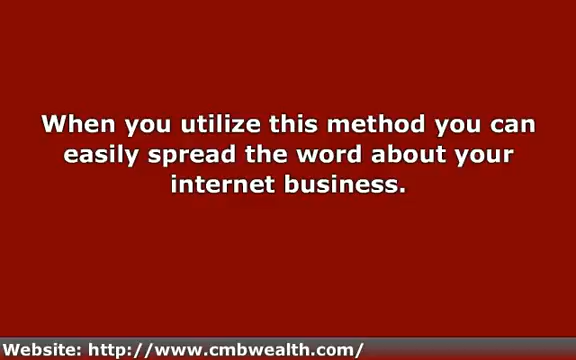 When you utilize this method you can
easily spread the word about your
internet business.
Website: http://www.cmbwealth.com/